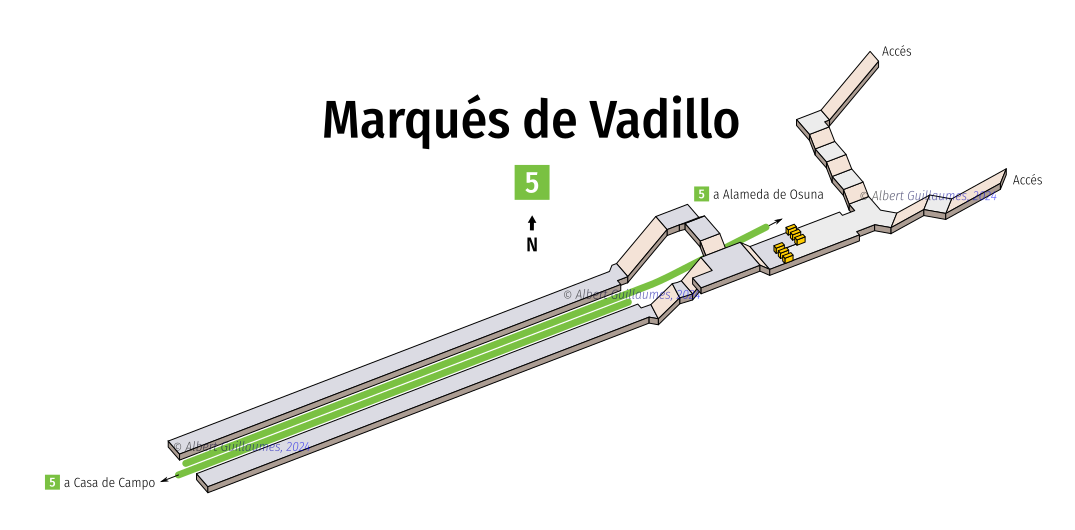 Accés
Marqués de Vadillo
5
Accés
5 a Alameda de Osuna
© Albert Guillaumes, 2024
N
© Albert Guillaumes, 2024
© Albert Guillaumes, 2024
5 a Casa de Campo